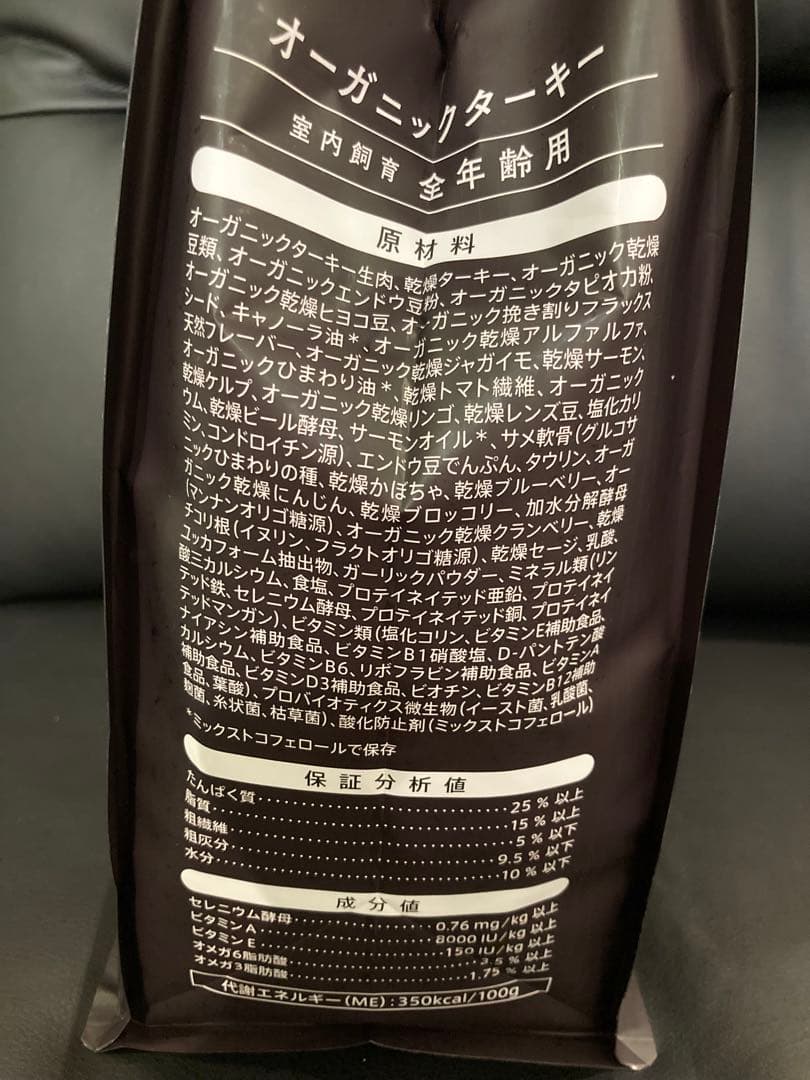 オーガニックターキー
室内飼育 全年齢用
原材料
オーガニックターキー生肉、乾燥ターキー、オーガニック乾燥
豆類、オーガニックエンドウ豆粉、オーガニックタピオカ粉、
オーガニック乾燥ヒヨコ豆、オーガニック挽き割りフラックス
シード、キャノーラ油*、オーガニック乾燥アルファルファ、
天然フレーバー、オーガニック乾燥ジャガイモ、乾燥サーモン、
オーガニックひまわり油*、乾燥トマト繊維、オーガニック
乾燥ケルプ、オーガニック乾燥リンゴ、乾燥レンズ豆、塩化カリ
ウム、乾燥ビール酵母、サーモンオイル*、サメ軟骨(グルコサ
ミン、コンドロイチン源)、エンドウ豆でんぷん、タウリン、オーガ
ニックひまわりの種、乾燥かぼちゃ、乾燥ブルーベリー、オー
ガニック乾燥にんじん、乾燥ブロッコリー、加水分解酵母
(マンナンオリゴ糖源)、オーガニック乾燥クランベリー、乾燥
チコリ根(イヌリン、フラクトオリゴ糖源)、乾燥セージ、乳酸、
ユッカフォーム抽出物、ガーリックパウダー、ミネラル類(リン
酸三カルシウム、食塩、プロテイネイテッド亜鉛、プロテイネイ
テッド鉄、セレニウム酵母、プロテイネイテッド銅、プロテイネイ
テッドマンガン)、ビタミン類(塩化コリン、ビタミンE補助食品、
ナイアシン補助食品、ビタミンB1硝酸塩、D-パントテン酸
カルシウム、ビタミンB6、リボフラビン補助食品、ビタミンA
補助食品、ビタミンD3補助食品、ビオチン、ビタミンB12補助
食品、葉酸)、プロバイオティクス微生物(イースト菌、乳酸菌、
麹菌、糸状菌、枯草菌)、酸化防止剤(ミックストコフェロール)
*ミックストコフェロールで保存
保証分析値
たんぱく質 25 % 以上
脂質 15 % 以上
粗繊維 5 % 以下
粗灰分 9.5 % 以下
水分 10 % 以下
成分値
セレニウム酵母 0.76 mg/kg 以上
ビタミンA 8000 IU/kg 以上
ビタミンE 150 IU/kg 以上
オメガ6脂肪酸 3.5 % 以上
オメガ3脂肪酸 1.75 % 以上
代謝エネルギー(ME):350kcal/100g